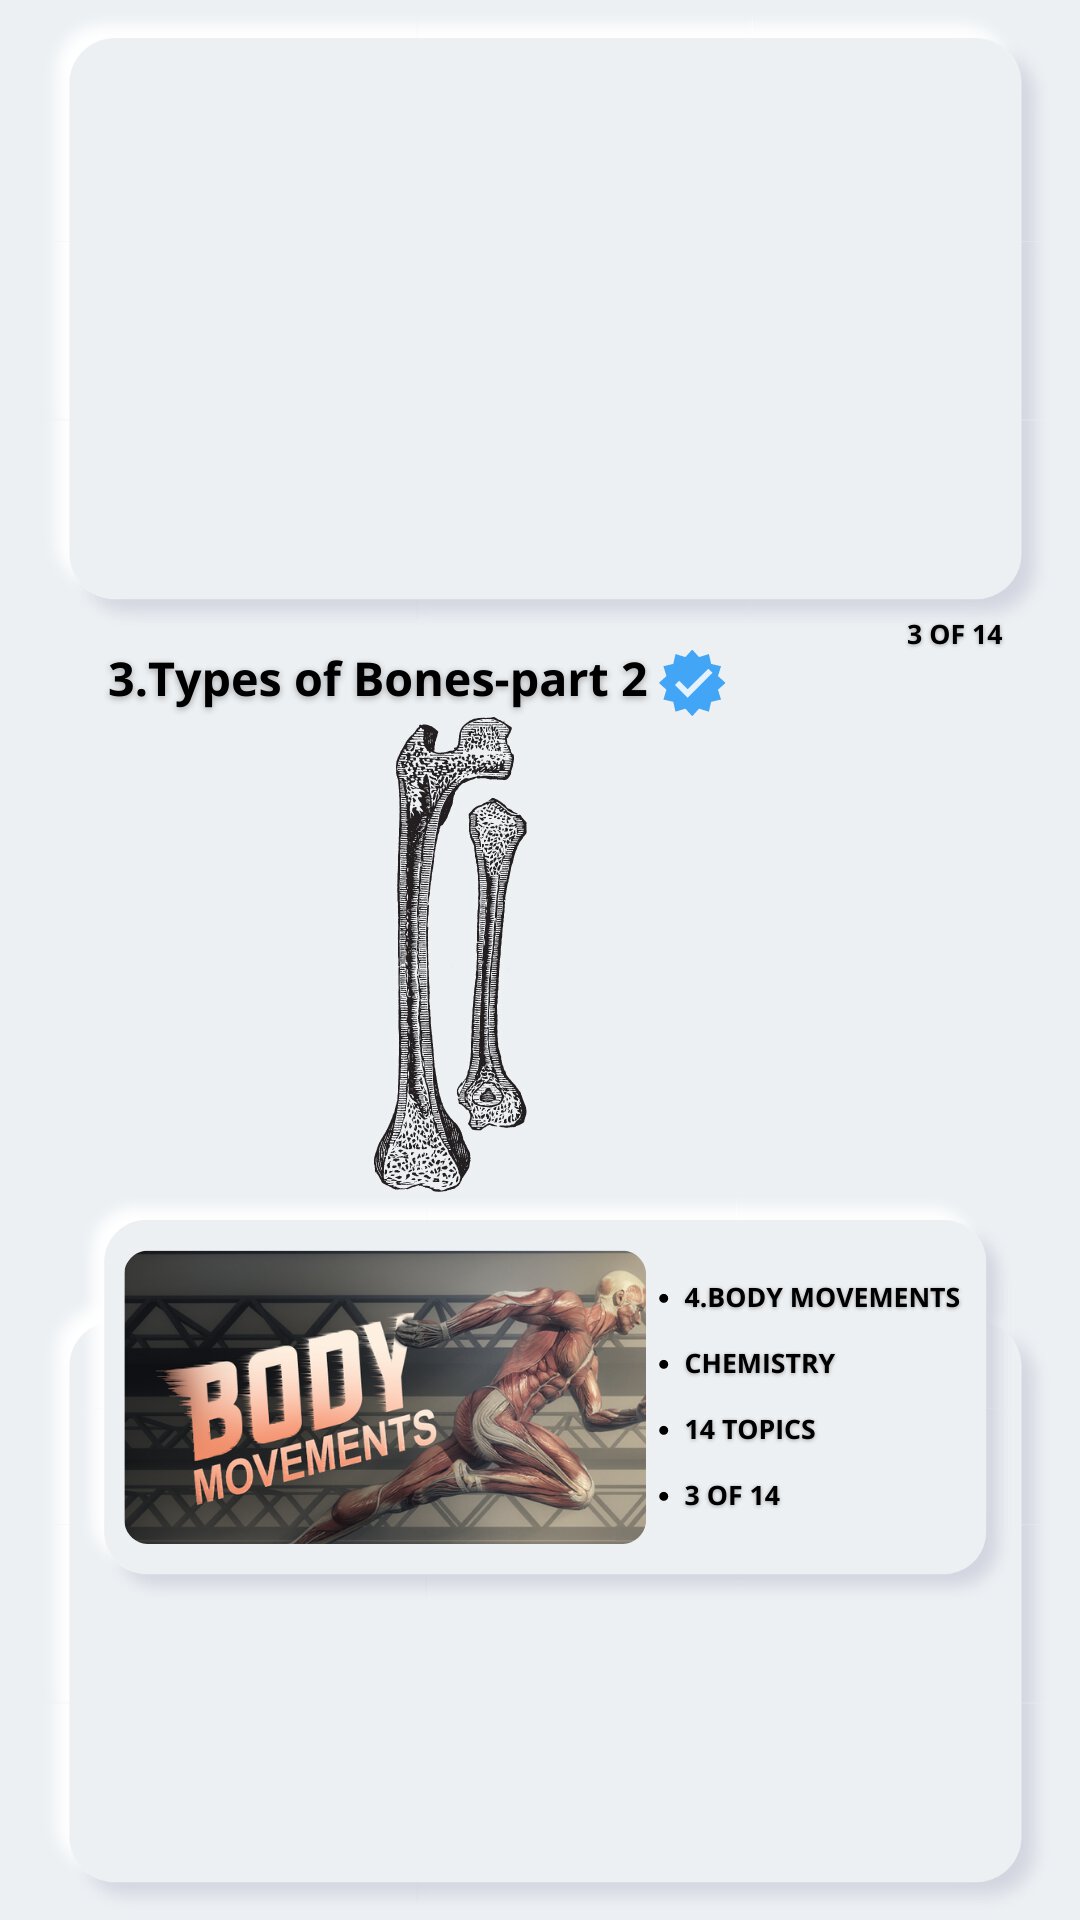 3 OF 14
3.Types of Bones-part 2
BODY
MOVEMENTS
4.BODY MOVEMENTS
CHEMISTRY
14 TOPICS
3 OF 14